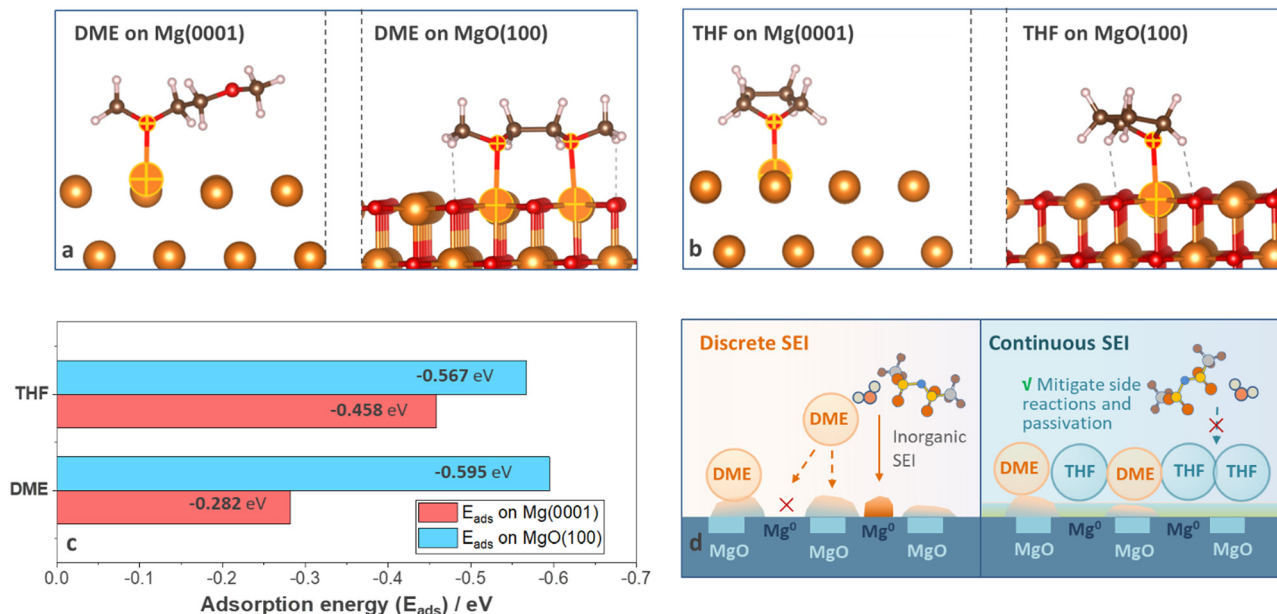 DME on Mg(0001)
DME on MgO(100)
a
THF on Mg(0001)
THF on MgO(100)
b
THF
-0.567 eV
-0.458 eV
DME
-0.595 eV
-0.282 eV
E_ads on Mg(0001)
E_ads on MgO(100)
c
0.0 -0.1 -0.2 -0.3 -0.4 -0.5 -0.6 -0.7
Adsorption energy (E_ads) / eV
Discrete SEI
DME
DME
Inorganic
SEI
Mg⁰
Mg⁰
MgO
MgO
MgO
d
Continuous SEI
√ Mitigate side
reactions and
passivation
DME
THF
DME
THF
THF
Mg⁰
Mg⁰
MgO
MgO
MgO